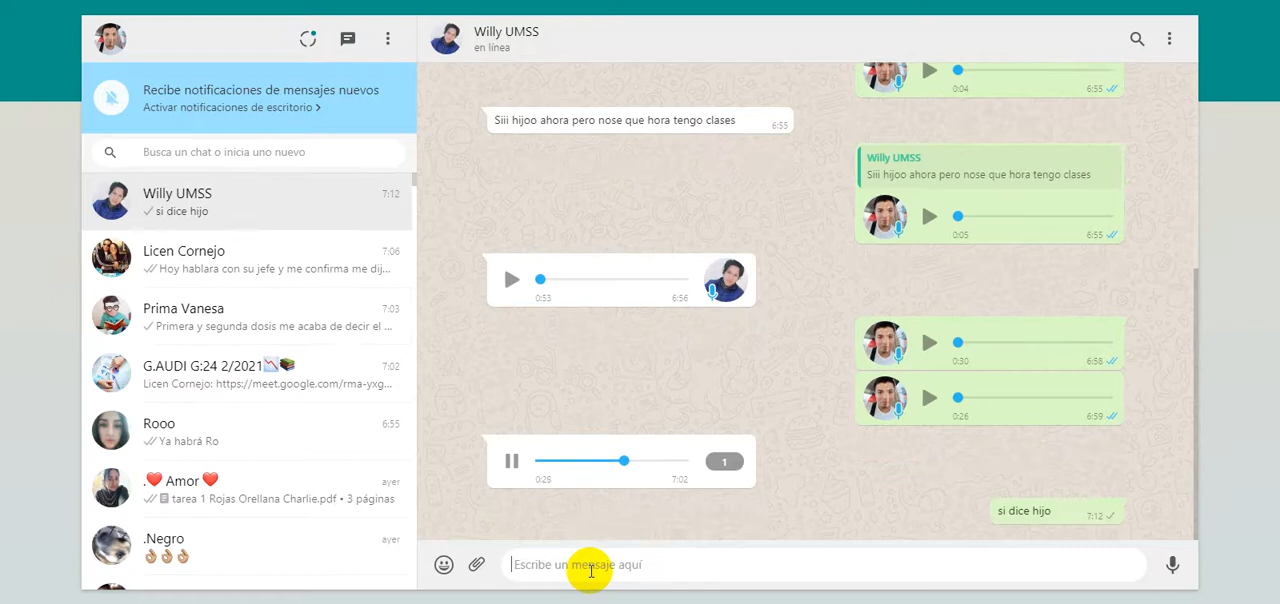 Recibe notificaciones de mensajes nuevos
Activar notificaciones de escritorio >
Busca un chat o inicia uno nuevo
Willy UMSS 7:12
si dice hijo
Licen Cornejo 7:06
Hoy hablara con su jefe y me confirma me dij...
Prima Vanesa 7:03
Primera y segunda dosis me acaba de decir el ...
G.AUDI G:24 2/2021📉📚 7:02
Licen Cornejo: https://meet.google.com/rma-yxg...
Rooo 6:55
Ya habrá Ro
.❤️ Amor ❤️ ayer
tarea 1 Rojas Orellana Charlie.pdf • 3 páginas
.Negro ayer
👌🏼👌🏼👌🏼
Willy UMSS
en línea
0:04 6:55
Siii hijoo ahora pero nose que hora tengo clases 6:55
Willy UMSS
Siii hijoo ahora pero nose que hora tengo clases
0:05 6:55
0:53 6:56
0:30 6:58
0:26 6:59
1
0:25 7:02
si dice hijo 7:12
Escribe un mensaje aquí